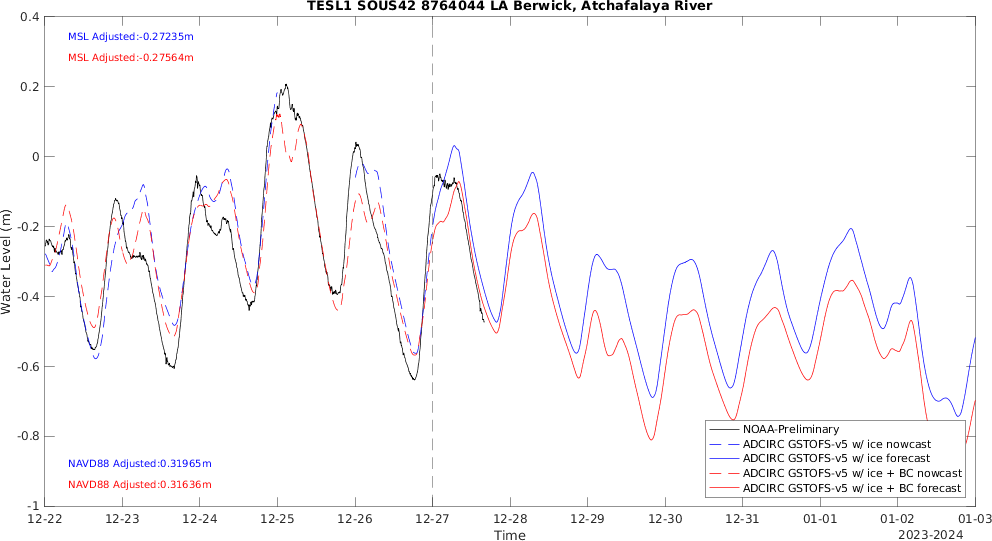 TESL1 SOUS42 8764044 LA Berwick, Atchafalaya River
0.4
MSL Adjusted:-0.27235m
MSL Adjusted:-0.27564m
0.2
0
-0.2
Water Level (m)
-0.4
-0.6
-0.8
NOAA-Preliminary
ADCIRC GSTOFS-v5 w/ ice nowcast
ADCIRC GSTOFS-v5 w/ ice forecast
ADCIRC GSTOFS-v5 w/ ice + BC nowcast
ADCIRC GSTOFS-v5 w/ ice + BC forecast
NAVD88 Adjusted:0.31965m
NAVD88 Adjusted:0.31636m
-1
12-22 12-23 12-24 12-25 12-26 12-27 12-28 12-29 12-30 12-31 01-01 01-02 01-03
Time
2023-2024